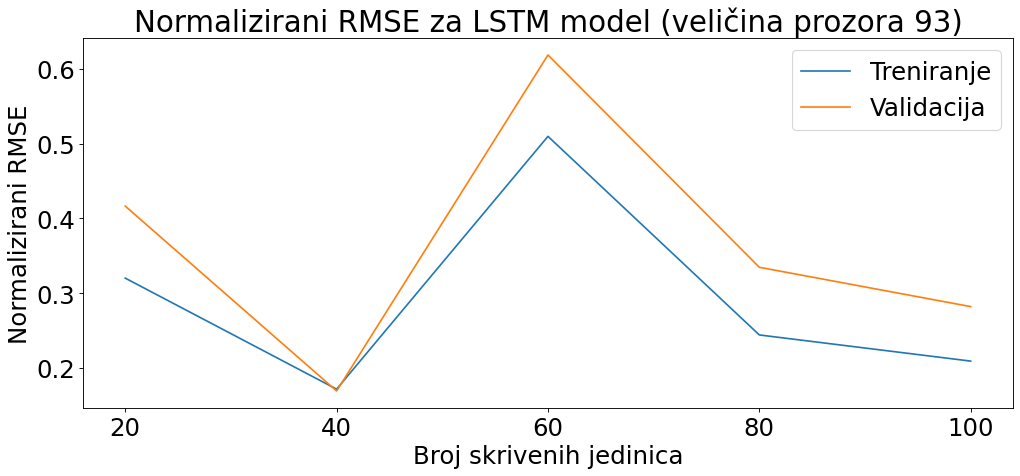 Normalizirani RMSE za LSTM model (veličina prozora 93)
Treniranje
Validacija
Normalizirani RMSE
0.6
0.5
0.4
0.3
0.2
20 40 60 80 100
Broj skrivenih jedinica